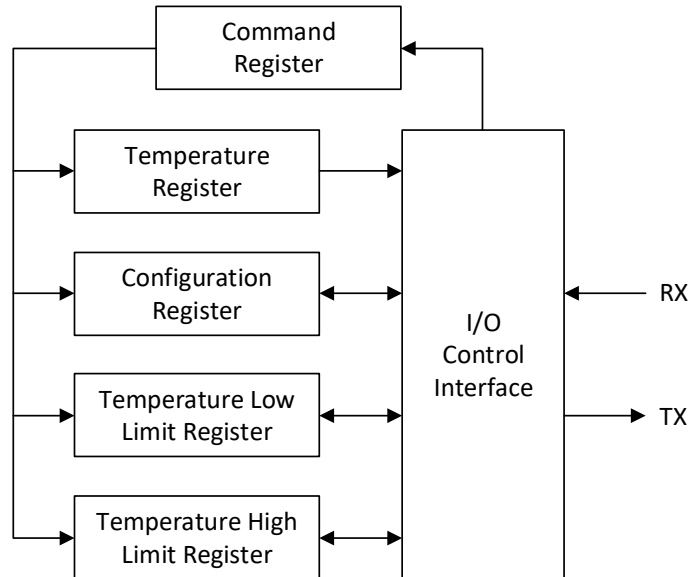 Command
Register
Temperature
Register
Configuration
Register
Temperature Low
Limit Register
Temperature High
Limit Register
I/O
Control
Interface
RX
TX